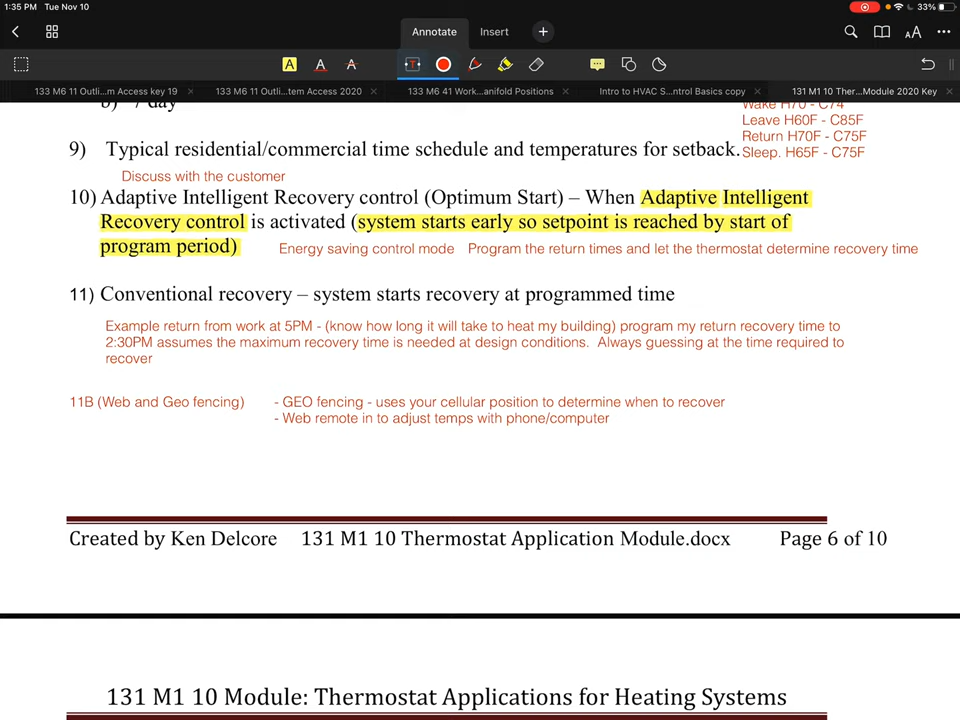 1:35 PM Tue Nov 10
33%
Annotate Insert
133 M6 11 Outli...m Access key 19
133 M6 11 Outli...tem Access 2020
133 M6 41 Work...anifold Positions
Intro to HVAC S...ntrol Basics copy
131 M1 10 Ther...Module 2020 Key
b) 7 day
Wake H70 - C74
Leave H60F - C85F
Return H70F - C75F
9) Typical residential/commercial time schedule and temperatures for setback. Sleep. H65F - C75F
Discuss with the customer
10) Adaptive Intelligent Recovery control (Optimum Start) – When Adaptive Intelligent
Recovery control is activated (system starts early so setpoint is reached by start of
program period) Energy saving control mode Program the return times and let the thermostat determine recovery time
11) Conventional recovery – system starts recovery at programmed time
Example return from work at 5PM - (know how long it will take to heat my building) program my return recovery time to
2:30PM assumes the maximum recovery time is needed at design conditions. Always guessing at the time required to
recover
11B (Web and Geo fencing) - GEO fencing - uses your cellular position to determine when to recover
- Web remote in to adjust temps with phone/computer
Created by Ken Delcore 131 M1 10 Thermostat Application Module.docx Page 6 of 10
131 M1 10 Module: Thermostat Applications for Heating Systems